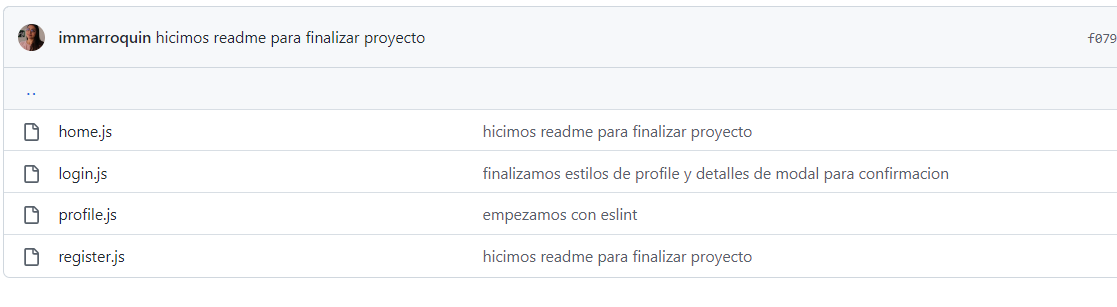 immarroquin hicimos readme para finalizar proyecto f079
..
home.js hicimos readme para finalizar proyecto
login.js finalizamos estilos de profile y detalles de modal para confirmacion
profile.js empezamos con eslint
register.js hicimos readme para finalizar proyecto